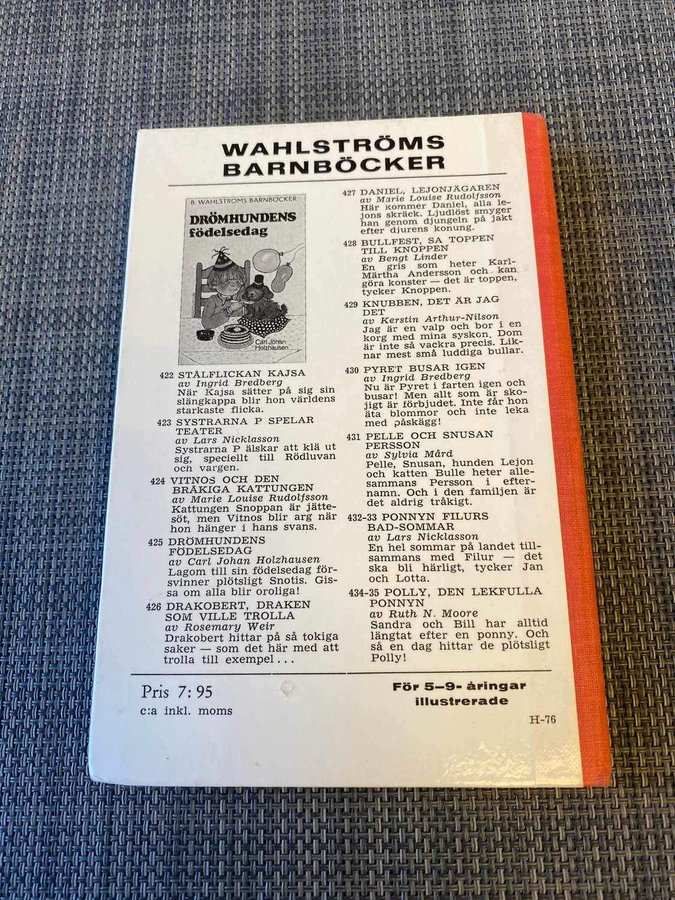 WAHLSTRÖMS
BARNBÖCKER
B. WAHLSTRÖMS BARNBÖCKER
DRÖMHUNDENS
födelsedag
Carl Johan
Holzhausen
422 STÅLFLICKAN KAJSA
av Ingrid Bredberg
När Kajsa sätter på sig sin
slängkappa blir hon världens
starkaste flicka.
423 SYSTRARNA P SPELAR
TEATER
av Lars Nicklasson
Systrarna P älskar att klä ut
sig, speciellt till Rödluvan
och vargen.
424 VITNOS OCH DEN
BRÅKIGA KATTUNGEN
av Marie Louise Rudolfsson
Kattungen Snoppan är jätte-
söt, men Vitnos blir arg när
hon hänger i hans svans.
425 DRÖMHUNDENS
FÖDELSEDAG
av Carl Johan Holzhausen
Lagom till sin födelsedag för-
svinner plötsligt Snotis. Gis-
sa om alla blir oroliga!
426 DRAKOBERT, DRAKEN
SOM VILLE TROLLA
av Rosemary Weir
Drakobert hittar på så tokiga
saker — som det här med att
trolla till exempel ...
427 DANIEL, LEJONJÄGAREN
av Marie Louise Rudolfsson
Här kommer Daniel, alla le-
jons skräck. Ljudlöst smyger
han genom djungeln på jakt
efter djurens konung.
428 BULLFEST, SA TOPPEN
TILL KNOPPEN
av Bengt Linder
En gris som heter Karl-
Märtha Andersson och kan
göra konster — det är toppen,
tycker Knoppen.
429 KNUBBEN, DET ÄR JAG
DET
av Kerstin Arthur-Nilson
Jag är en valp och bor i en
korg med mina syskon. Dom
är inte så vackra precis. Lik-
nar mest små luddiga bullar.
430 PYRET BUSAR IGEN
av Ingrid Bredberg
Nu är Pyret i farten igen och
busar! Men allt som är sko-
jigt är förbjudet. Inte får hon
äta blommor och inte leka
med påskägg!
431 PELLE OCH SNUSAN
PERSSON
av Sylvia Mård
Pelle, Snusan, hunden Lejon
och katten Bulle heter alle-
sammans Persson i efter-
namn. Och i den familjen är
det aldrig tråkigt.
432-33 PONNYN FILURS
BAD-SOMMAR
av Lars Nicklasson
En hel sommar på landet till-
sammans med Filur — det
ska bli härligt, tycker Jan
och Lotta.
434-35 POLLY, DEN LEKFULLA
PONNYN
av Ruth N. Moore
Sandra och Bill har alltid
längtat efter en ponny. Och
så en dag hittar de plötsligt
Polly!
Pris 7: 95
c:a inkl. moms
För 5–9- åringar
illustrerade
H-76